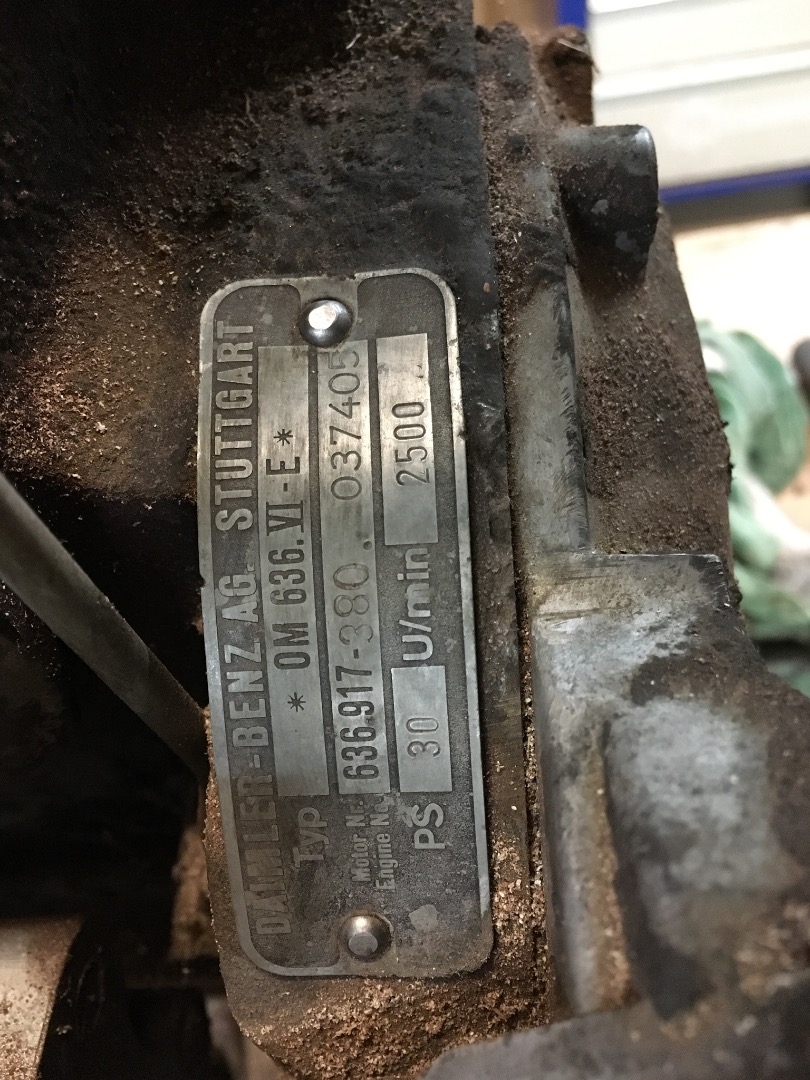 DAIMLER-BENZ AG. STUTTGART
Typ * OM 636.VI-E *
Motor Nr.
Engine No. 636.917-380. 037405
PS 30 U/min 2500